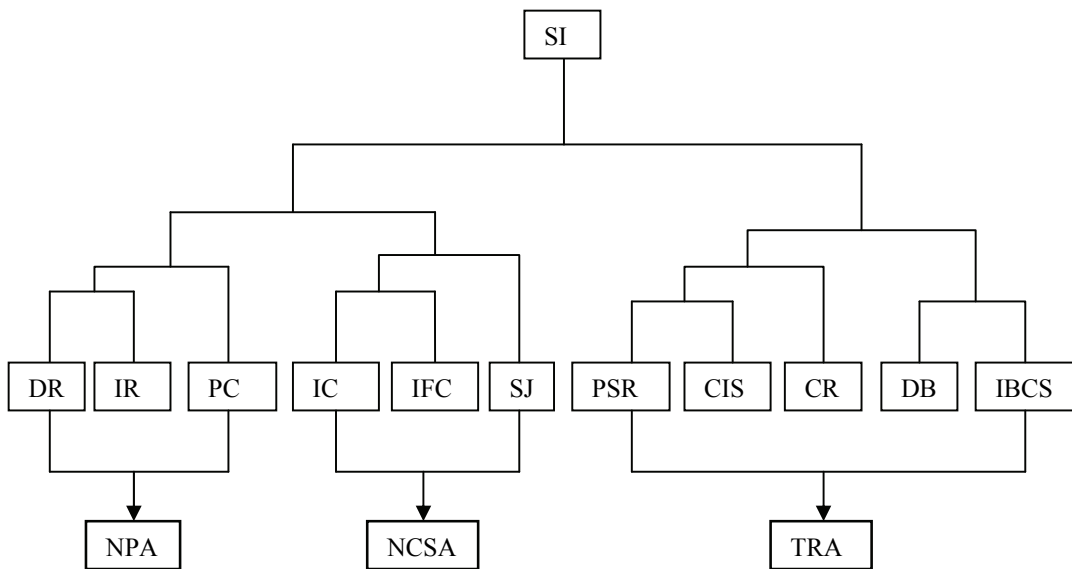 SI
DR IR PC IC IFC SJ PSR CIS CR DB IBCS
NPA NCSA TRA